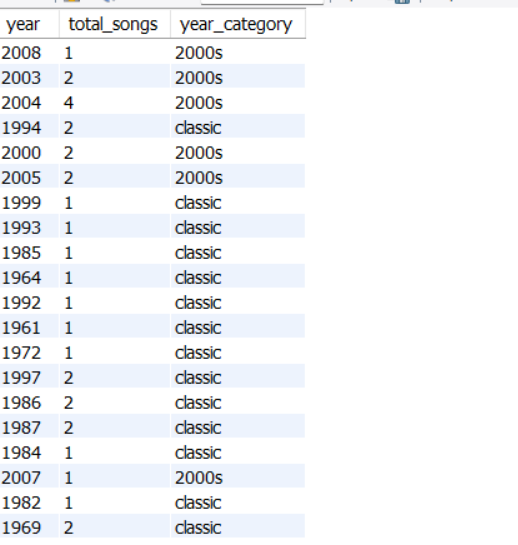 year total_songs year_category
2008 1 2000s
2003 2 2000s
2004 4 2000s
1994 2 classic
2000 2 2000s
2005 2 2000s
1999 1 classic
1993 1 classic
1985 1 classic
1964 1 classic
1992 1 classic
1961 1 classic
1972 1 classic
1997 2 classic
1986 2 classic
1987 2 classic
1984 1 classic
2007 1 2000s
1982 1 classic
1969 2 classic